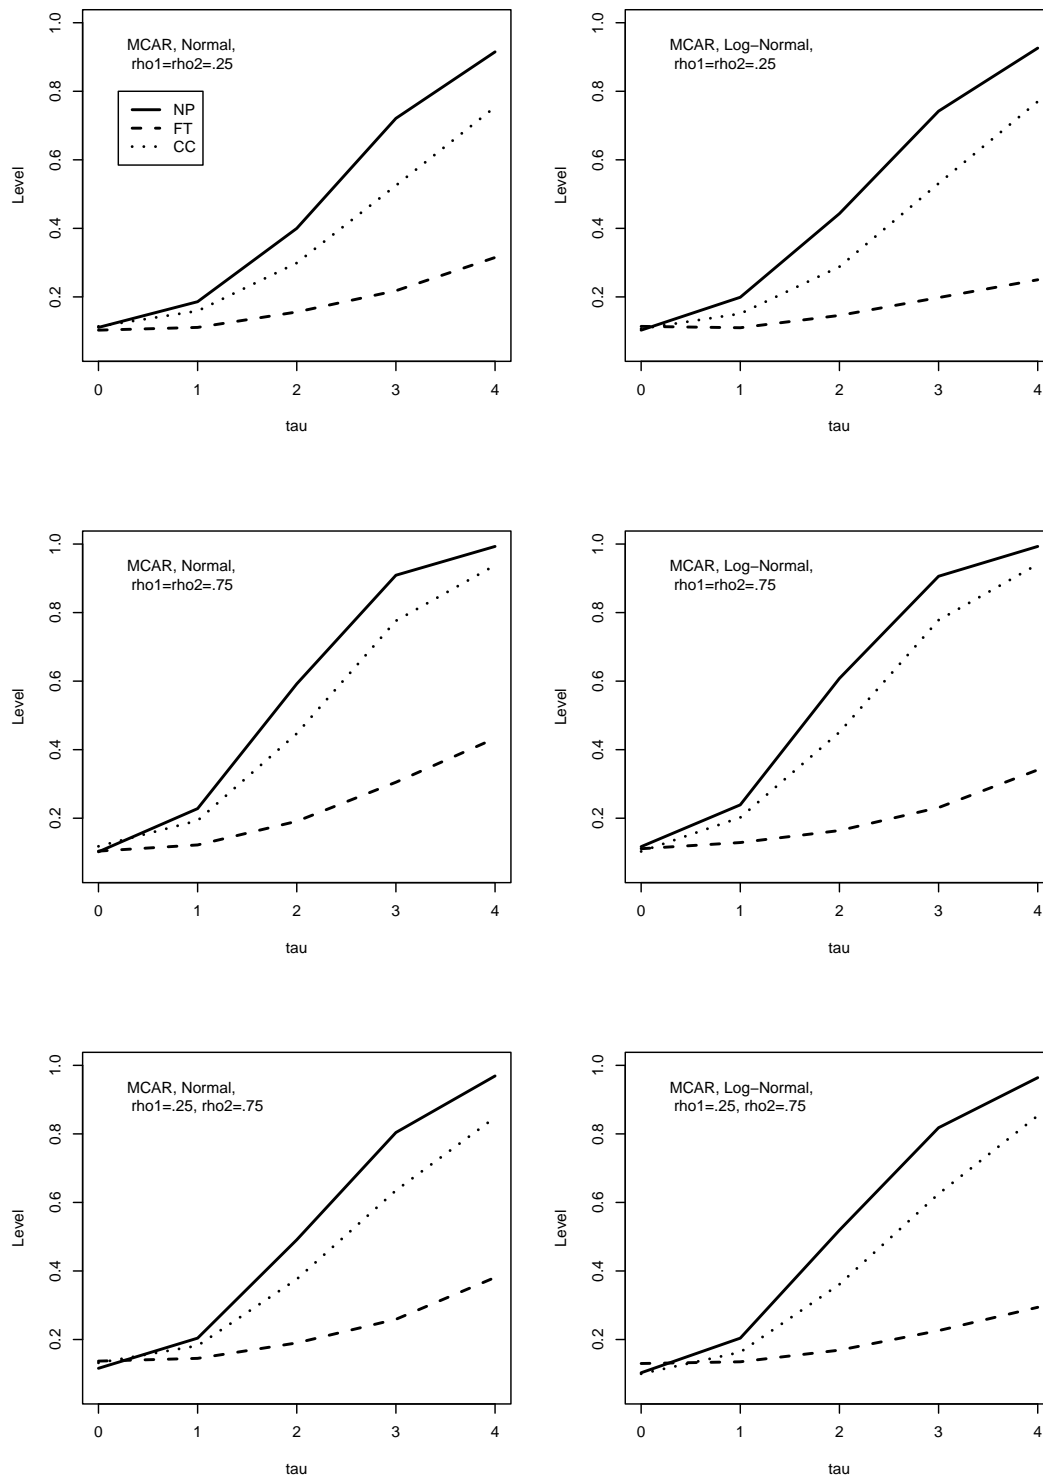 MCAR, Normal,
rho1=rho2=.25
NP
FT
CC
Level
0.2
0.4
0.6
0.8
1.0
0
1
2
3
4
tau
MCAR, Log−Normal,
rho1=rho2=.25
Level
0.2
0.4
0.6
0.8
1.0
0
1
2
3
4
tau
MCAR, Normal,
rho1=rho2=.75
Level
0.2
0.4
0.6
0.8
1.0
0
1
2
3
4
tau
MCAR, Log−Normal,
rho1=rho2=.75
Level
0.2
0.4
0.6
0.8
1.0
0
1
2
3
4
tau
MCAR, Normal,
rho1=.25, rho2=.75
Level
0.2
0.4
0.6
0.8
1.0
0
1
2
3
4
tau
MCAR, Log−Normal,
rho1=.25, rho2=.75
Level
0.2
0.4
0.6
0.8
1.0
0
1
2
3
4
tau